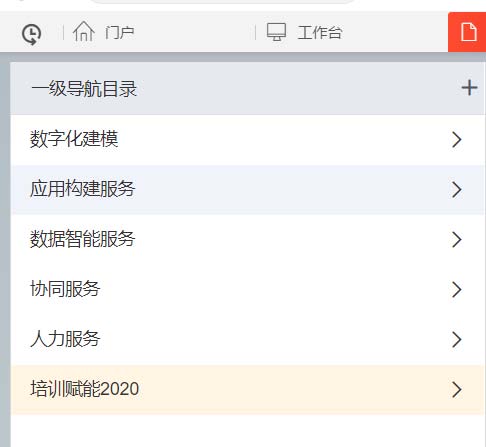 门户
工作台
一级导航目录
数字化建模
应用构建服务
数据智能服务
协同服务
人力服务
培训赋能2020